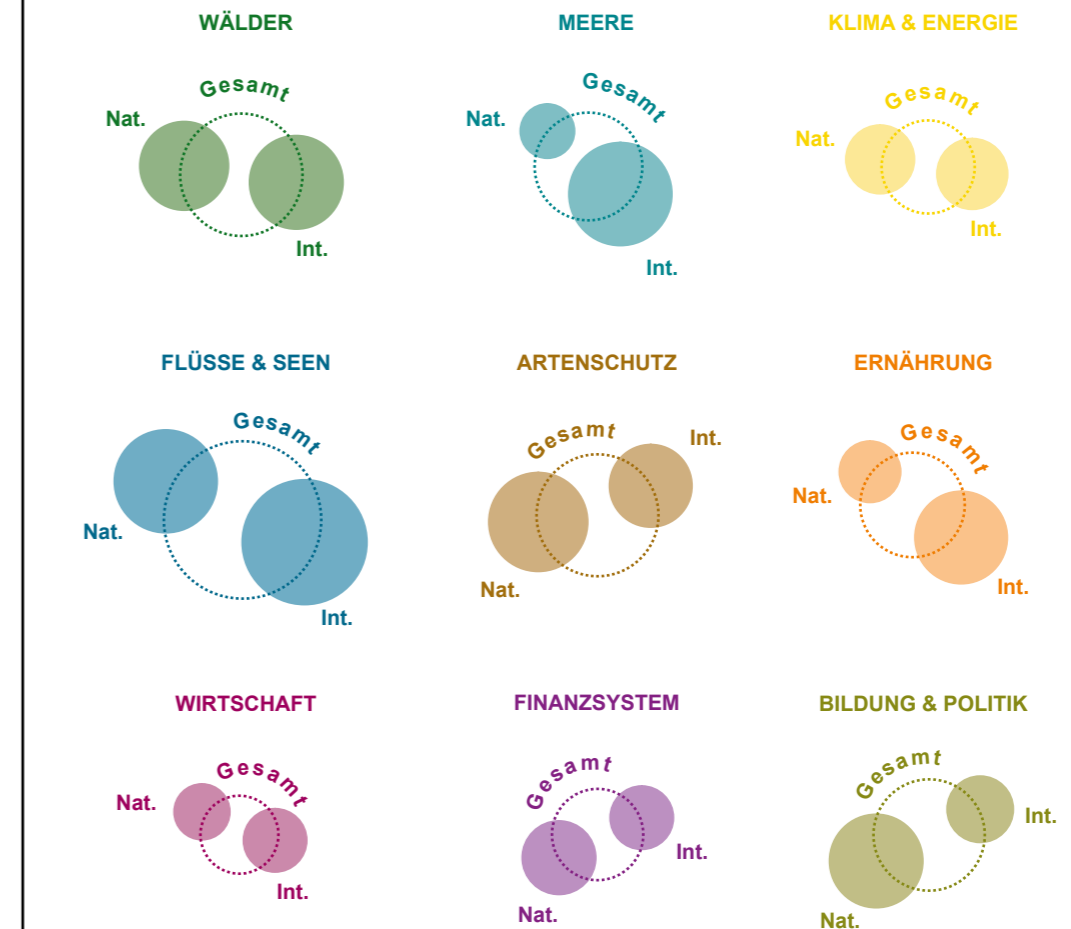 WÄLDER
Gesamt
Nat.
Int.
MEERE
Gesamt
Nat.
Int.
KLIMA & ENERGIE
Gesamt
Nat.
Int.
FLÜSSE & SEEN
Gesamt
Nat.
Int.
ARTENSCHUTZ
Gesamt
Int.
Nat.
ERNÄHRUNG
Gesamt
Nat.
Int.
WIRTSCHAFT
Gesamt
Nat.
Int.
FINANZSYSTEM
Gesamt
Int.
Nat.
BILDUNG & POLITIK
Gesamt
Int.
Nat.